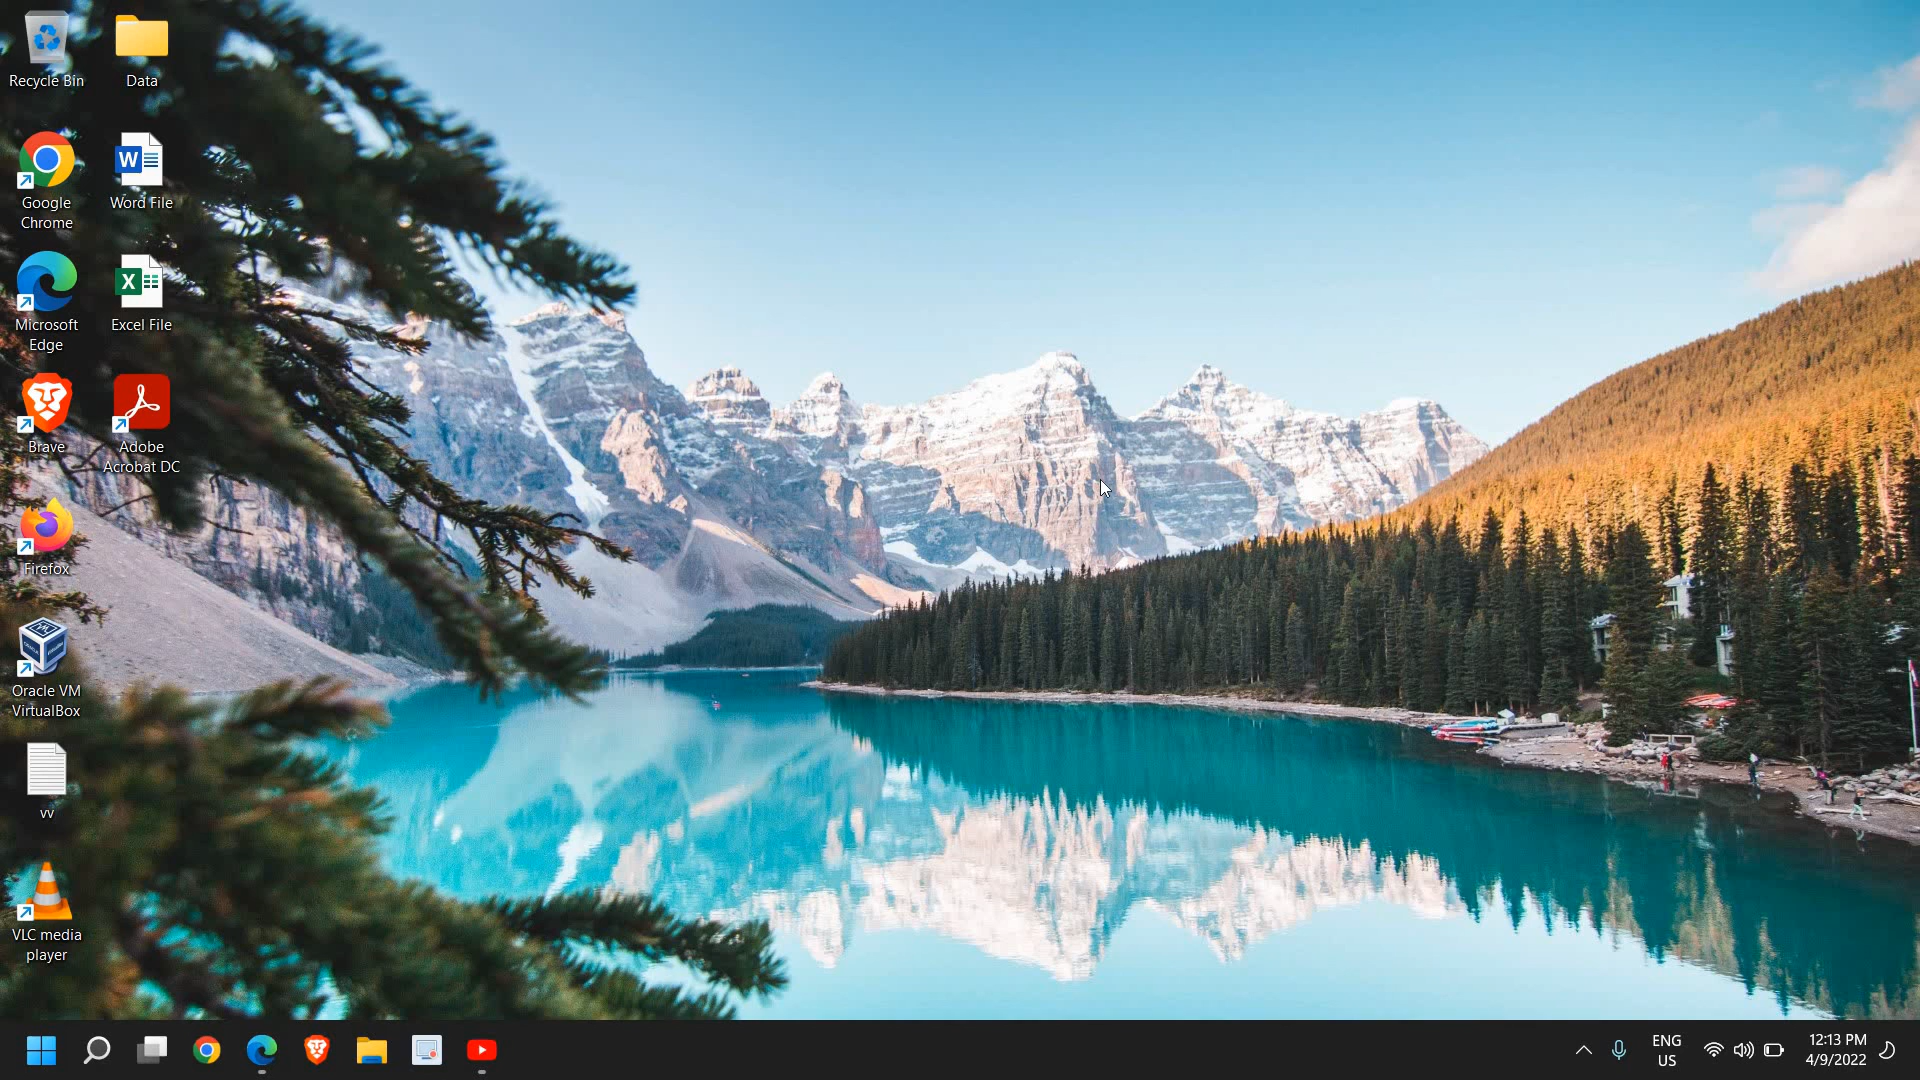 Recycle Bin
Data
Google
Chrome
Word File
Microsoft
Edge
Excel File
Brave
Adobe
Acrobat DC
Firefox
Oracle VM
VirtualBox
vv
VLC media
player
ENG
US
12:13 PM
4/9/2022